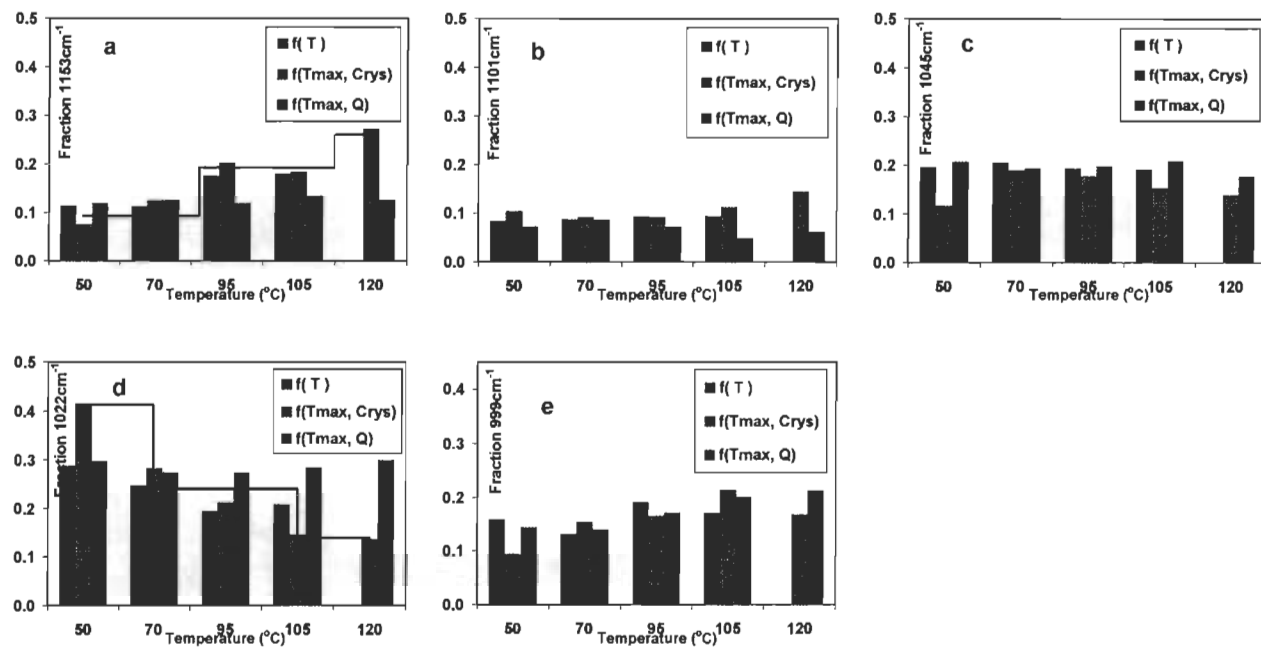 a
Fraction 1153cm-1
0.5
0.4
0.3
0.2
0.1
0.0
f( T )
f(Tmax, Crys)
f(Tmax, Q)
50 70 95 105 120
Temperature (°C)
b
Fraction 1101cm-1
0.5
0.4
0.3
0.2
0.1
0.0
f( T )
f(Tmax, Crys)
f(Tmax, Q)
50 70 95 105 120
Temperature (°C)
c
Fraction 1045cm-1
0.5
0.4
0.3
0.2
0.1
0.0
f( T )
f(Tmax, Crys)
f(Tmax, Q)
50 70 95 105 120
Temperature (°C)
d
Fraction 1022cm-1
0.5
0.4
0.3
0.2
0.1
0.0
f( T )
f(Tmax, Crys)
f(Tmax, Q)
50 70 95 105 120
Temperature (°C)
e
Fraction 999cm-1
0.4
0.3
0.2
0.1
0.0
f( T )
f(Tmax, Crys)
f(Tmax, Q)
50 70 95 105 120
Temperature (°C)